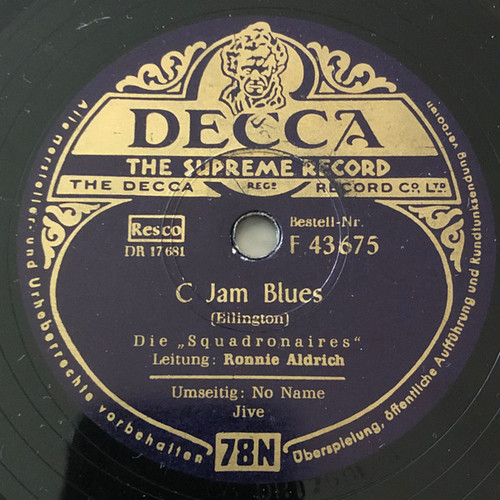 DECCA
THE SUPREME RECORD
THE DECCA REGD RECORD CO., LTD.
Resco
DR 17681
Bestell-Nr.
F 43675
C Jam Blues
(Ellington)
Die „Squadronaires“
Leitung: Ronnie Aldrich
Umseitig: No Name
Jive
78N
Alle Hersteller- und Urheberrechte vorbehalten
Überspielung, öffentliche Aufführung und Rundfunksendung verboten